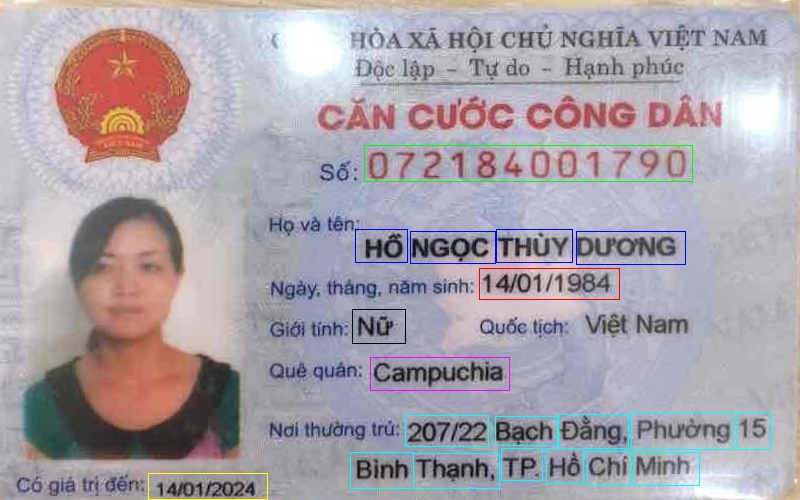 HÒA XÃ HỘI CHỦ NGHĨA VIỆT NAM
Độc lập - Tự do - Hạnh phúc
CĂN CƯỚC CÔNG DÂN
Số: 072184001790
Họ và tên:
HỒ NGỌC THÙY DƯƠNG
Ngày, tháng, năm sinh: 14/01/1984
Giới tính: Nữ Quốc tịch: Việt Nam
Quê quán: Campuchia
Nơi thường trú: 207/22 Bạch Đằng, Phường 15
Bình Thạnh, TP. Hồ Chí Minh
Có giá trị đến: 14/01/2024